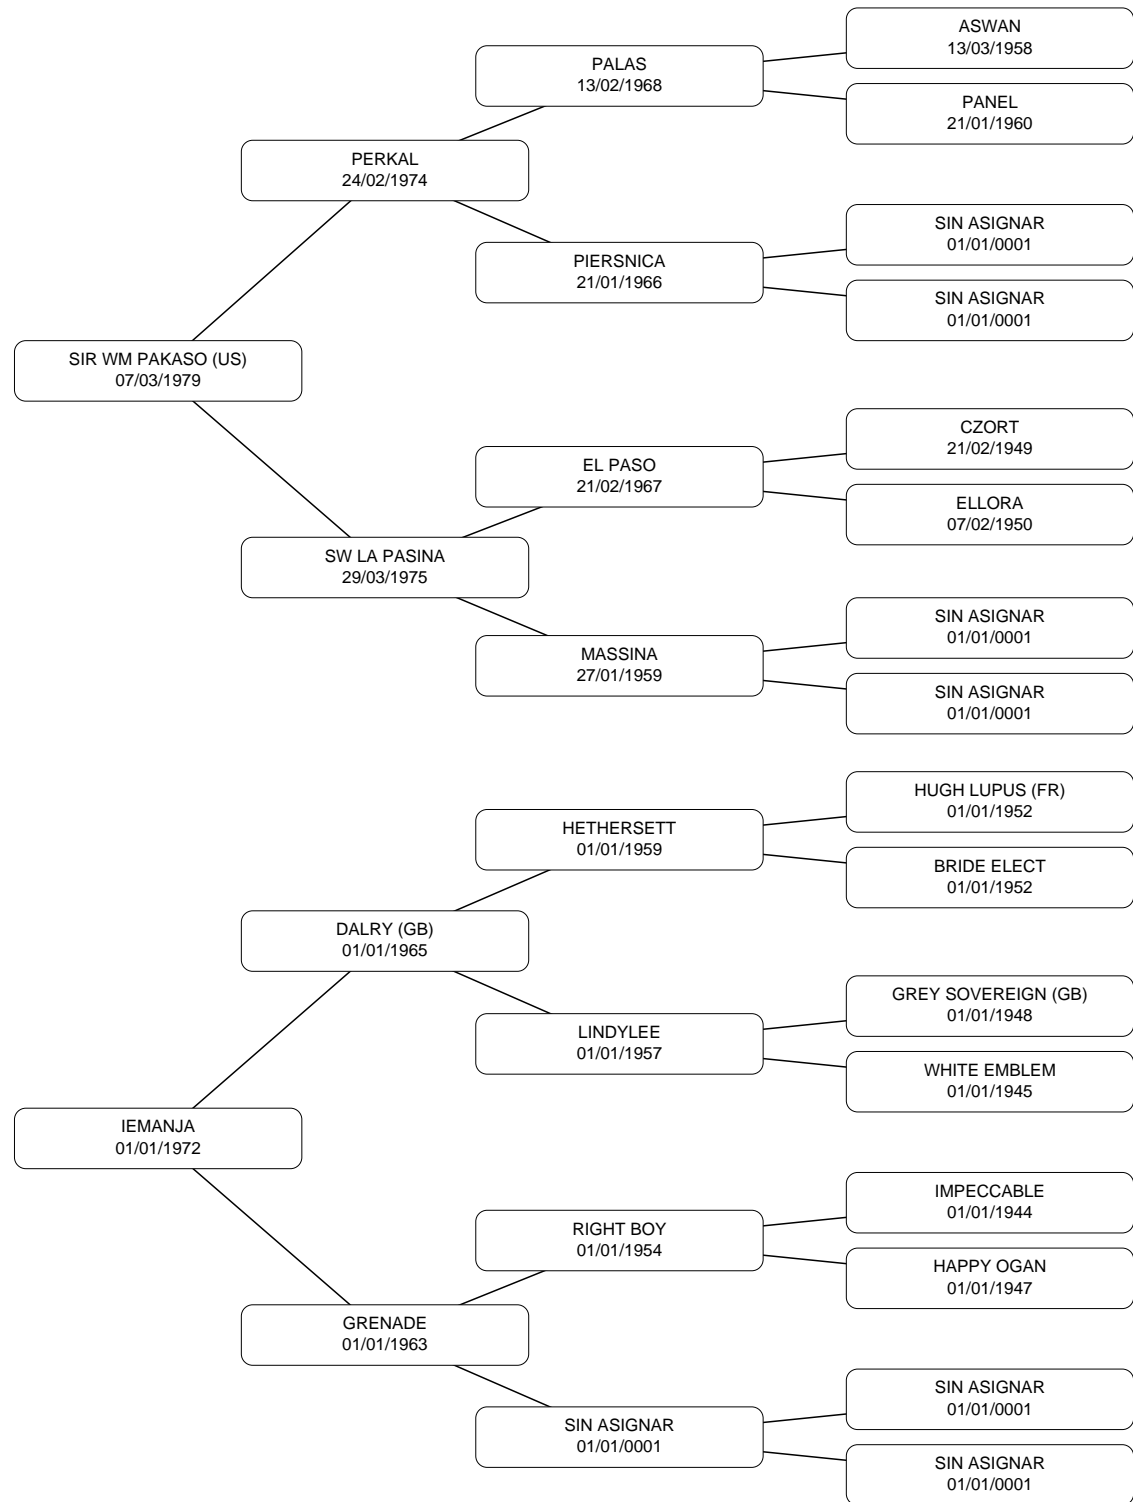 ASWAN
13/03/1958
PALAS
13/02/1968
PANEL
21/01/1960
PERKAL
24/02/1974
SIN ASIGNAR
01/01/0001
PIERSNICA
21/01/1966
SIN ASIGNAR
01/01/0001
SIR WM PAKASO (US)
07/03/1979
CZORT
21/02/1949
EL PASO
21/02/1967
ELLORA
07/02/1950
SW LA PASINA
29/03/1975
SIN ASIGNAR
01/01/0001
MASSINA
27/01/1959
SIN ASIGNAR
01/01/0001
HUGH LUPUS (FR)
01/01/1952
HETHERSETT
01/01/1959
BRIDE ELECT
01/01/1952
DALRY (GB)
01/01/1965
GREY SOVEREIGN (GB)
01/01/1948
LINDYLEE
01/01/1957
WHITE EMBLEM
01/01/1945
IEMANJA
01/01/1972
IMPECCABLE
01/01/1944
RIGHT BOY
01/01/1954
HAPPY OGAN
01/01/1947
GRENADE
01/01/1963
SIN ASIGNAR
01/01/0001
SIN ASIGNAR
01/01/0001
SIN ASIGNAR
01/01/0001